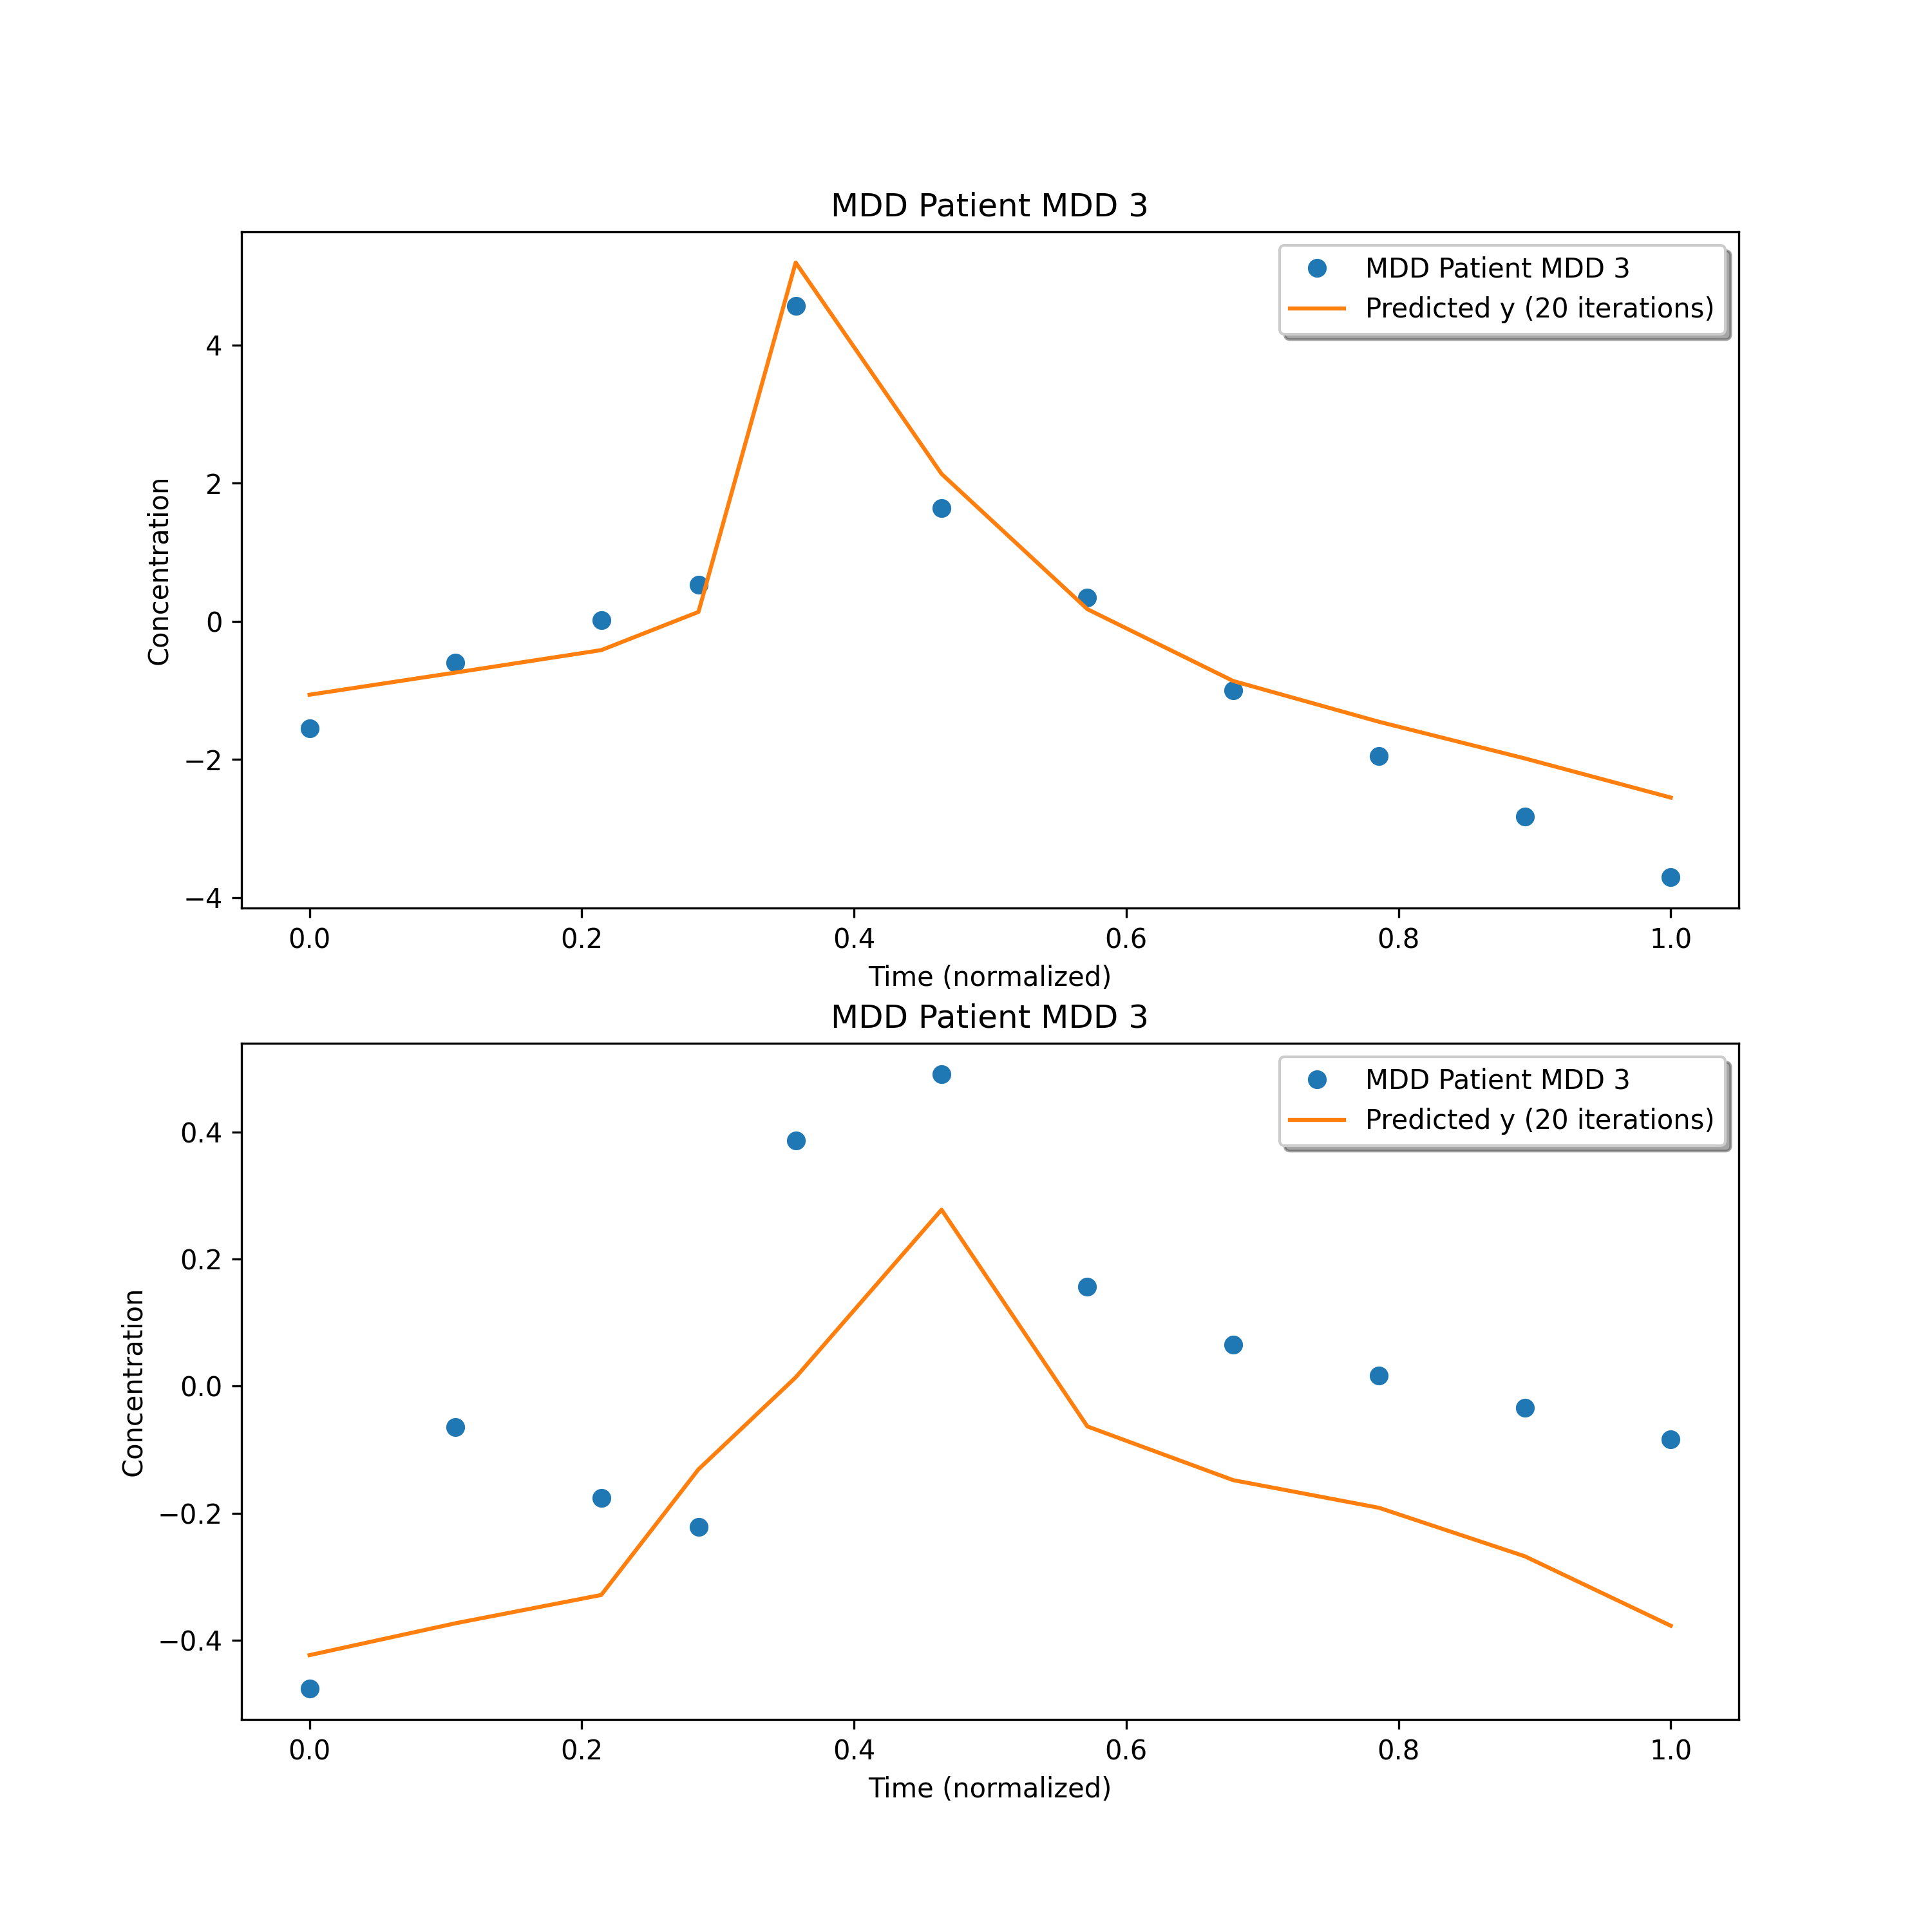 MDD Patient MDD 3
MDD Patient MDD 3
Predicted y (20 iterations)
4
2
0
−2
−4
Concentration
0.0 0.2 0.4 0.6 0.8 1.0
Time (normalized)
MDD Patient MDD 3
MDD Patient MDD 3
Predicted y (20 iterations)
0.4
0.2
0.0
−0.2
−0.4
Concentration
0.0 0.2 0.4 0.6 0.8 1.0
Time (normalized)